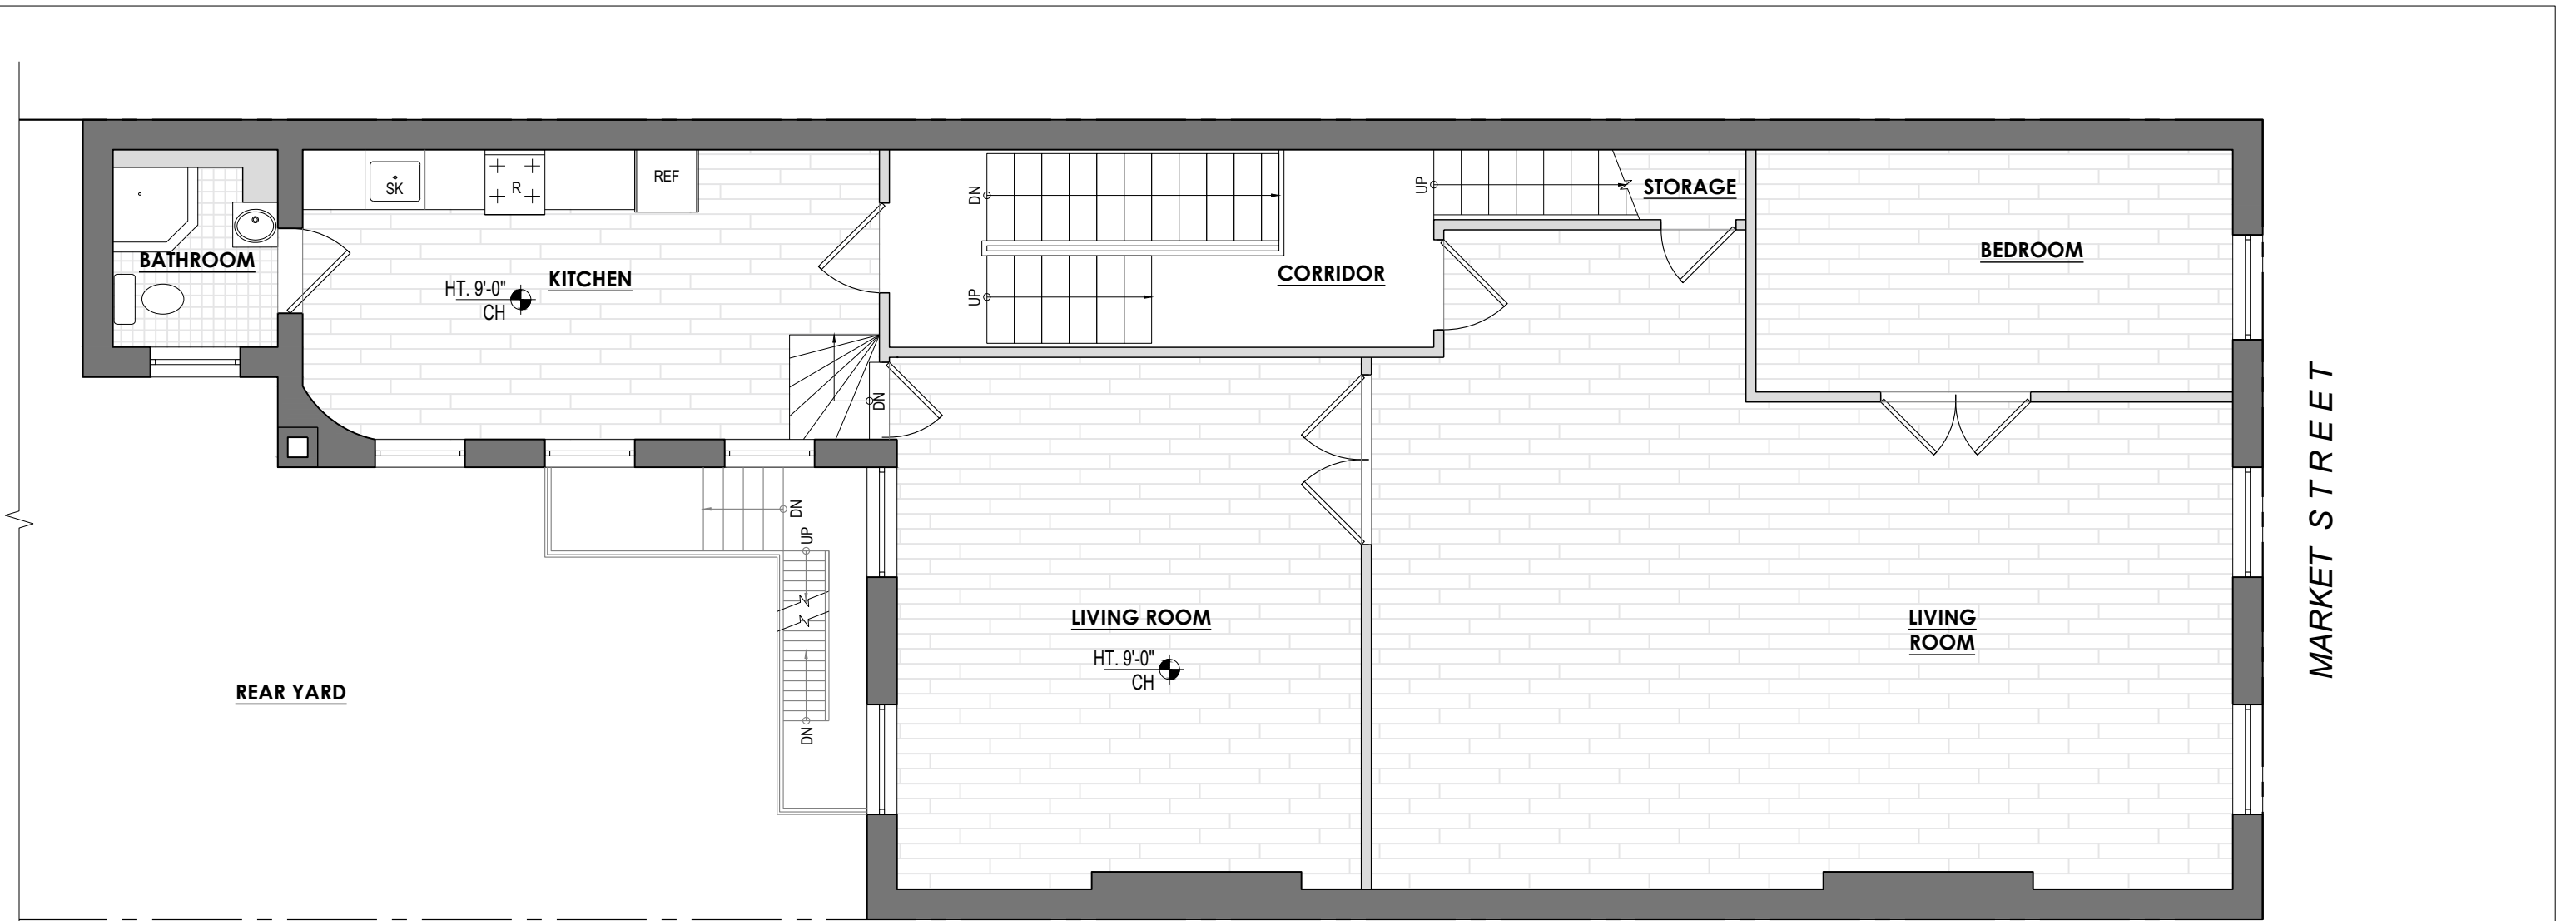 SK
R
REF
DN
UP
STORAGE
BATHROOM
KITCHEN
HT. 9'-0"
CH
UP
CORRIDOR
BEDROOM
DN
DN
UP
LIVING ROOM
HT. 9'-0"
CH
LIVING
ROOM
REAR YARD
DN
MARKET STREET
UP